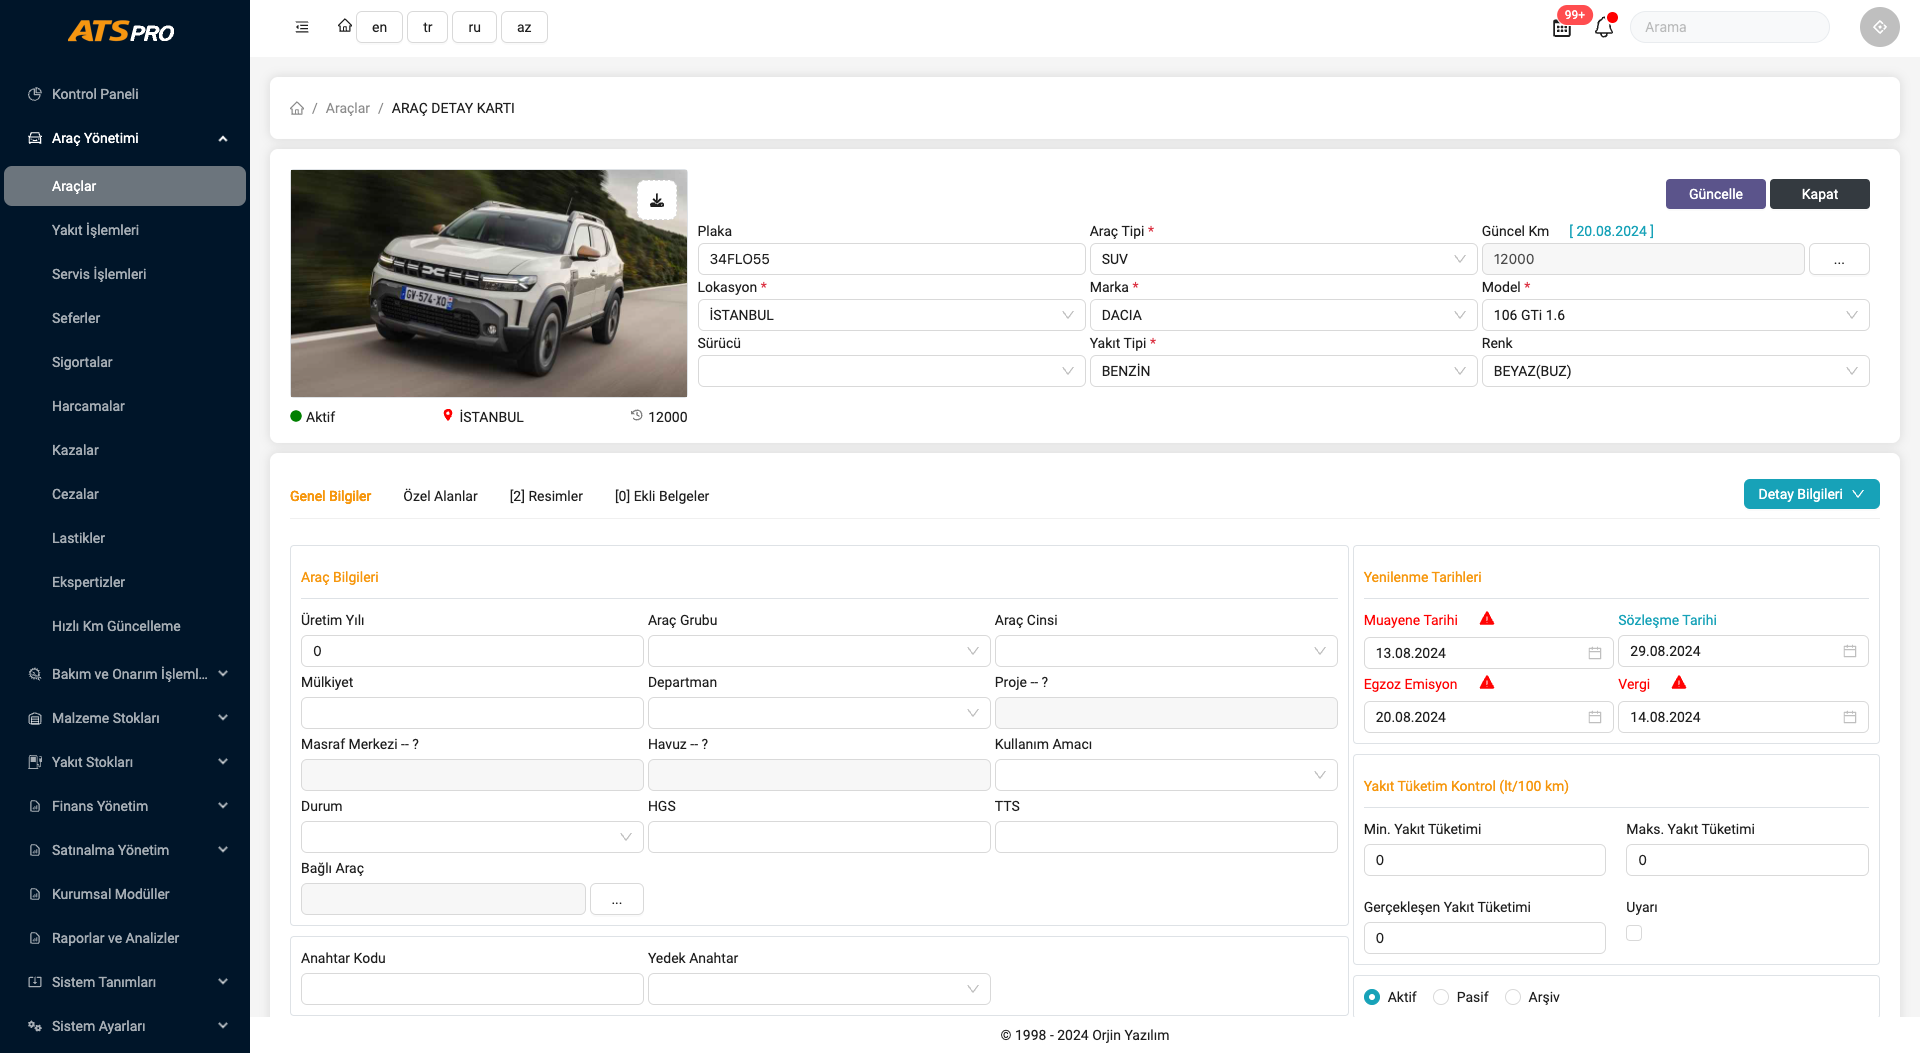 ATSPRO
en
tr
ru
az
99+
Arama
Kontrol Paneli
Araç Yönetimi
Araçlar
Yakıt İşlemleri
Servis İşlemleri
Seferler
Sigortalar
Harcamalar
Kazalar
Cezalar
Lastikler
Ekspertizler
Hızlı Km Güncelleme
Bakım ve Onarım İşleml...
Malzeme Stokları
Yakıt Stokları
Finans Yönetim
Satınalma Yönetim
Kurumsal Modüller
Raporlar ve Analizler
Sistem Tanımları
Sistem Ayarları
/ Araçlar / ARAÇ DETAY KARTI
GV-574-XQ
Aktif
İSTANBUL
12000
Güncelle
Kapat
Plaka
34FLO55
Araç Tipi *
SUV
Güncel Km [ 20.08.2024 ]
12000
...
Lokasyon *
İSTANBUL
Marka *
DACIA
Model *
106 GTi 1.6
Sürücü
Yakıt Tipi *
BENZİN
Renk
BEYAZ(BUZ)
Genel Bilgiler
Özel Alanlar
[2] Resimler
[0] Ekli Belgeler
Detay Bilgileri
Araç Bilgileri
Üretim Yılı
0
Araç Grubu
Araç Cinsi
Mülkiyet
Departman
Proje -- ?
Masraf Merkezi -- ?
Havuz -- ?
Kullanım Amacı
Durum
HGS
TTS
Bağlı Araç
...
Anahtar Kodu
Yedek Anahtar
Yenilenme Tarihleri
Muayene Tarihi
13.08.2024
Sözleşme Tarihi
29.08.2024
Egzoz Emisyon
20.08.2024
Vergi
14.08.2024
Yakıt Tüketim Kontrol (lt/100 km)
Min. Yakıt Tüketimi
0
Maks. Yakıt Tüketimi
0
Gerçekleşen Yakıt Tüketimi
0
Uyarı
Aktif
Pasif
Arşiv
© 1998 - 2024 Orjin Yazılım